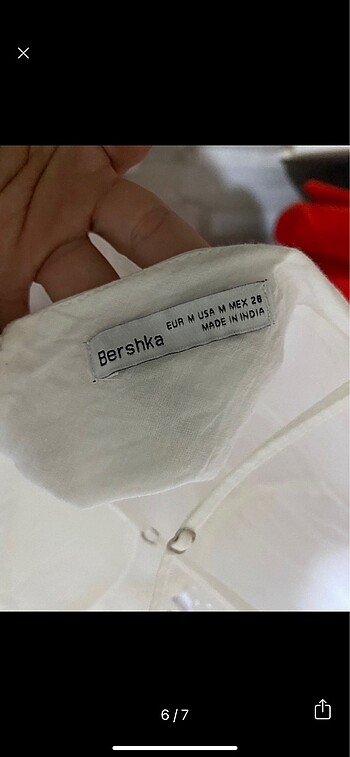 Bershka
EUR M USA M MEX 28
MADE IN INDIA
6/7